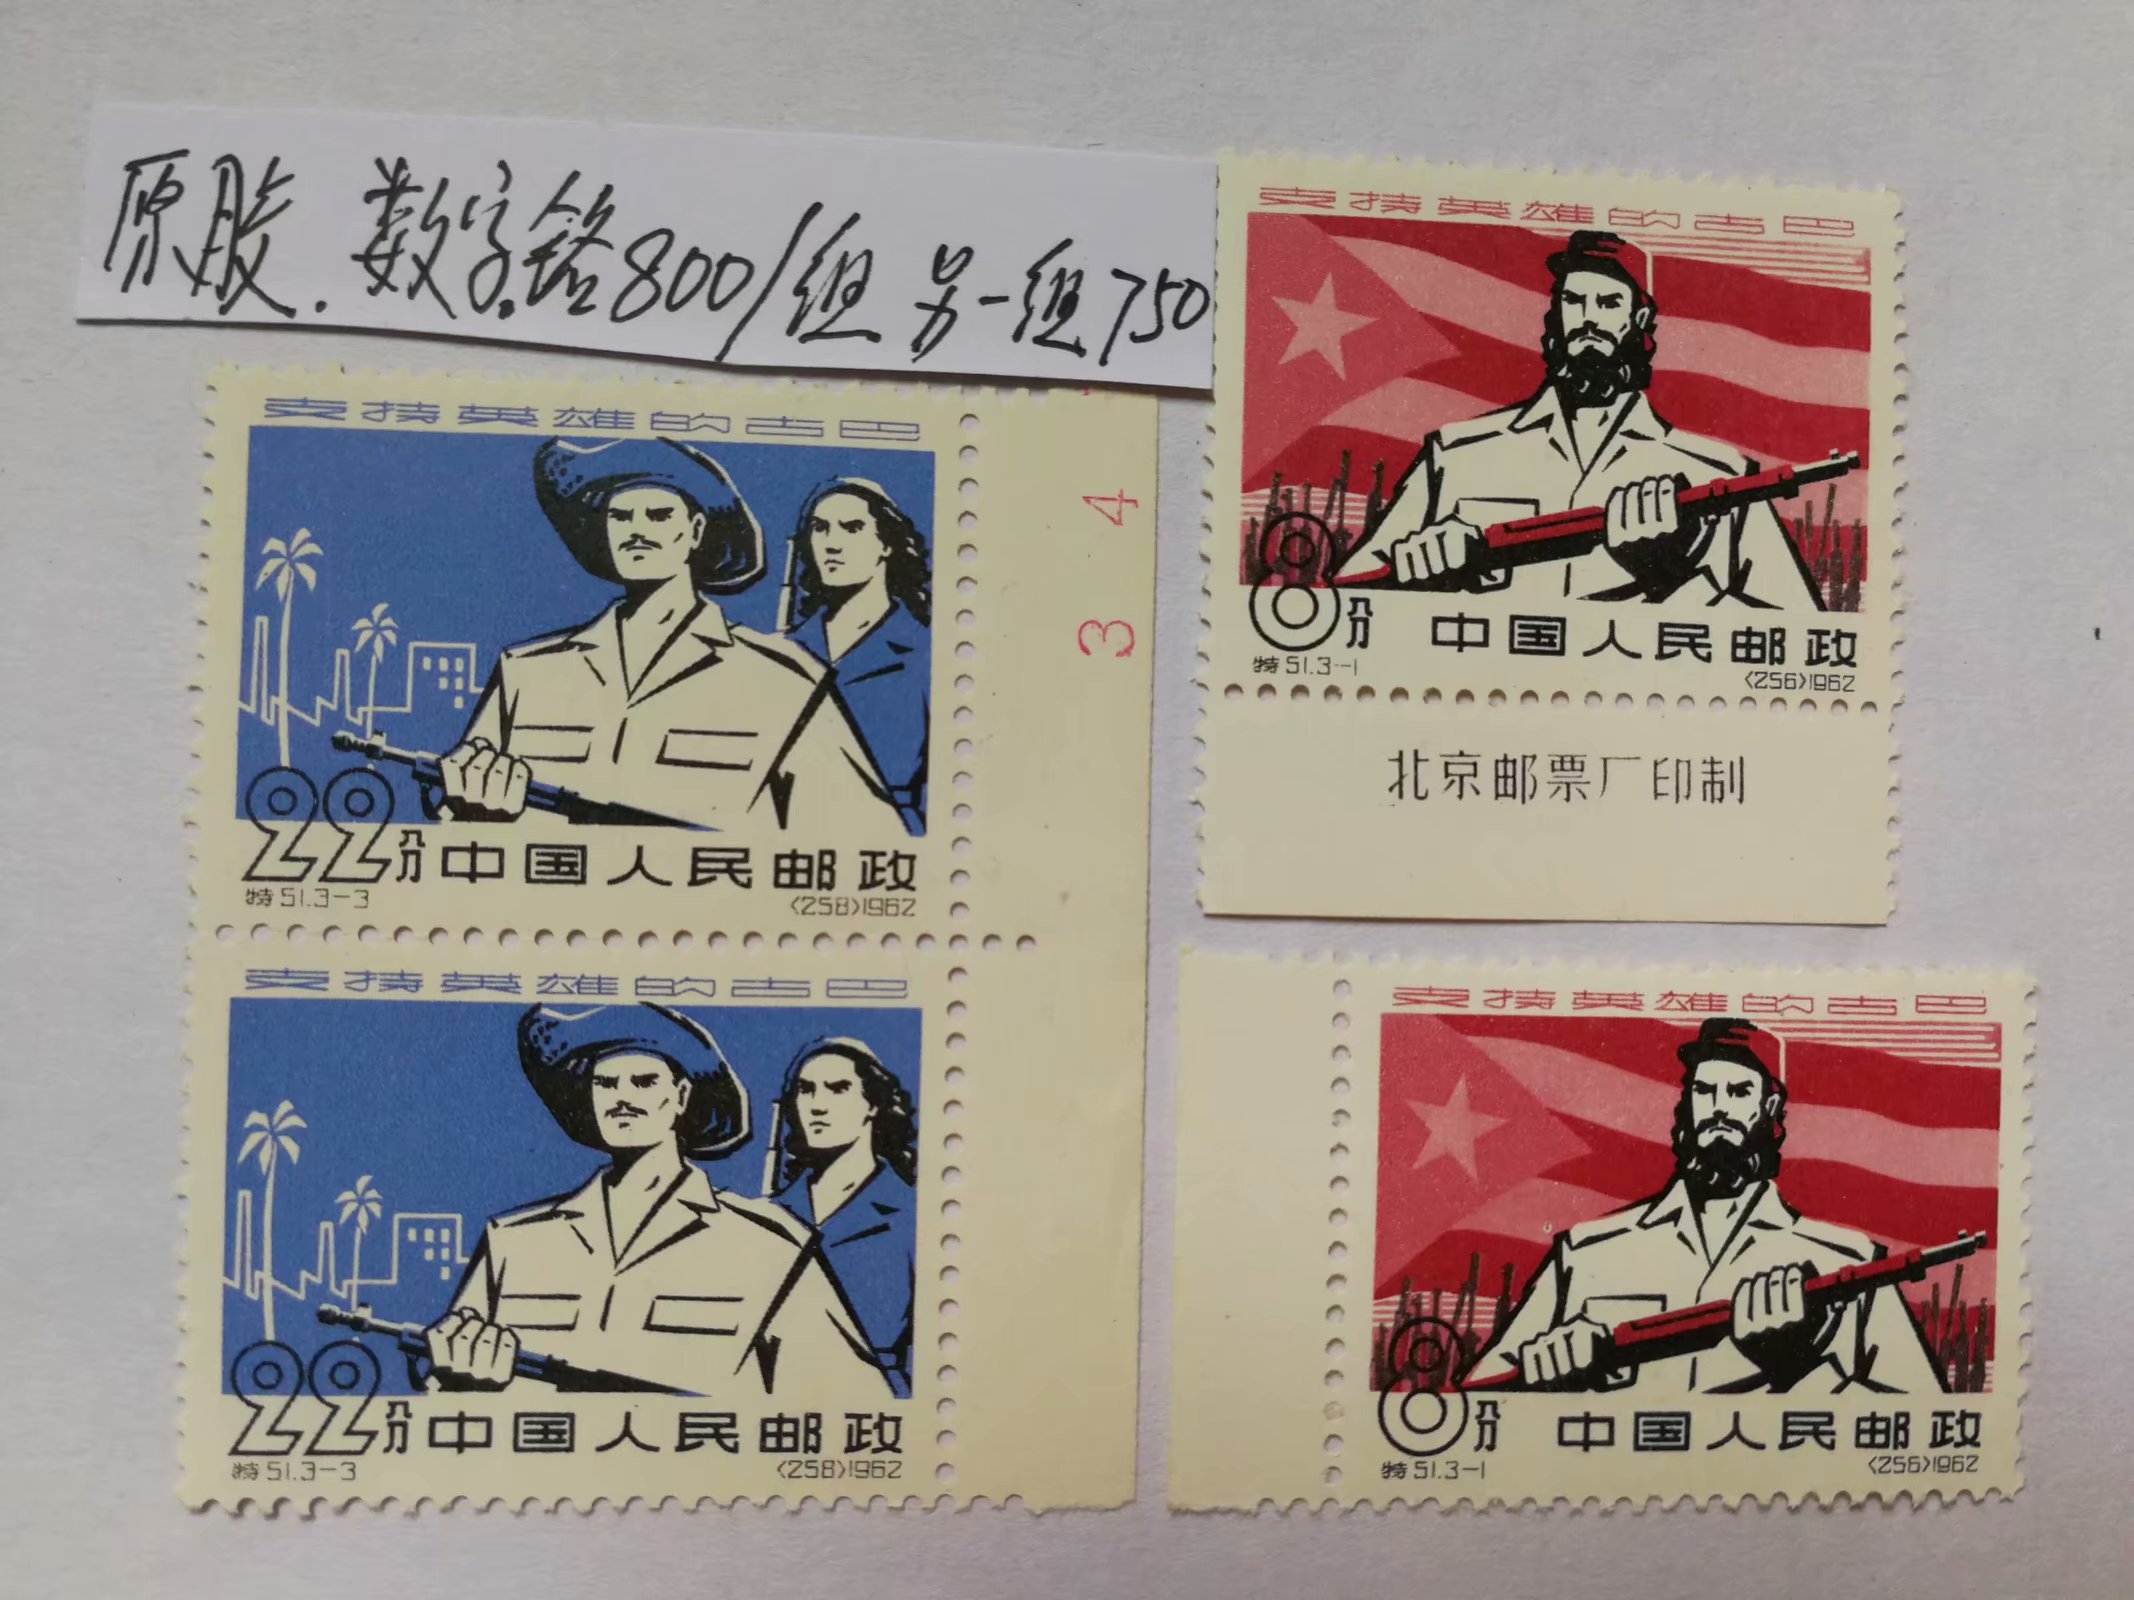 原胶.数字.铭800/组 另一组750
支持英雄的古巴
22分 中国人民邮政
特51.3-3 〈258〉1962
支持英雄的古巴
22分 中国人民邮政
特51.3-3 〈258〉1962
34
支持英雄的古巴
8分 中国人民邮政
特51.3-1 〈256〉1962
北京邮票厂印制
支持英雄的古巴
8分 中国人民邮政
特51.3-1 〈256〉1962